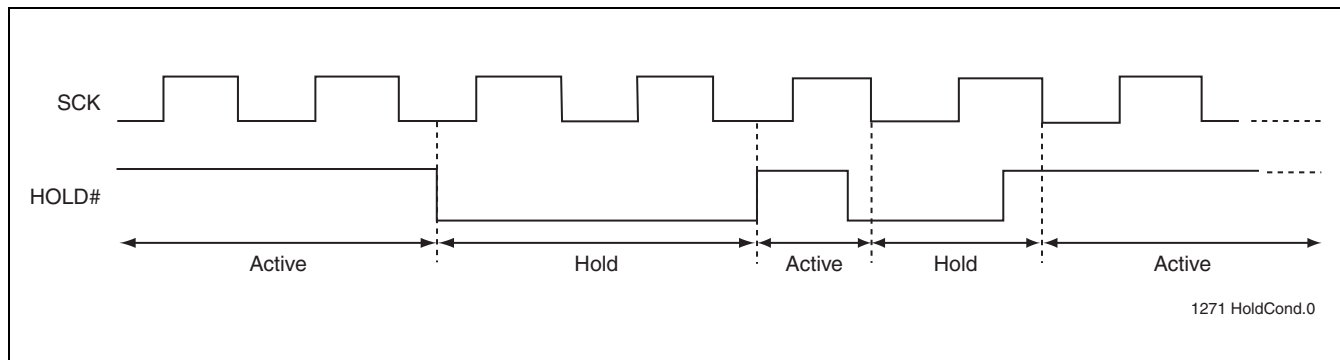 SCK
HOLD#
Active
Hold
Active
Hold
Active
1271 HoldCond.0